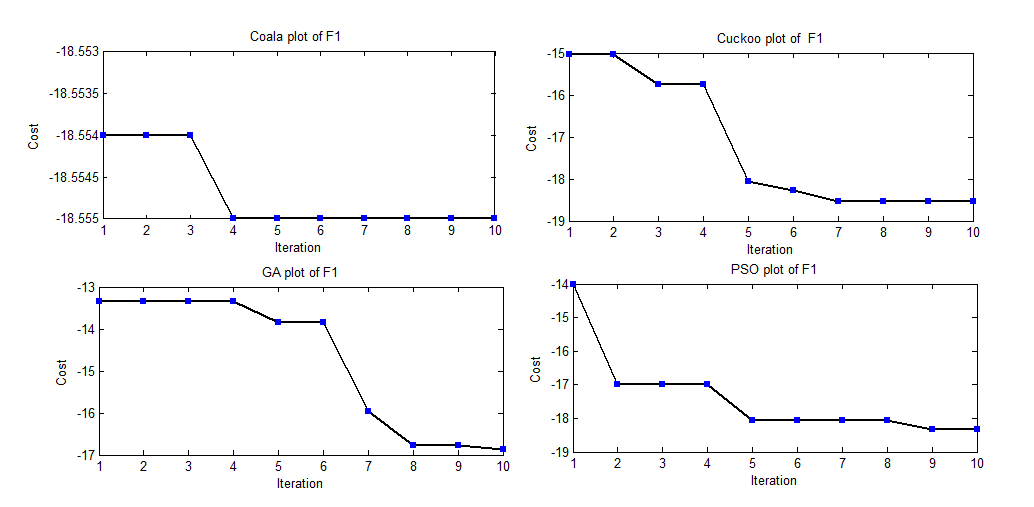 Coala plot of F1
-18.553
-18.5535
-18.554
-18.5545
-18.555
Cost
1 2 3 4 5 6 7 8 9 10
Iteration
Cuckoo plot of F1
-15
-16
-17
-18
-19
Cost
1 2 3 4 5 6 7 8 9 10
Iteration
GA plot of F1
-13
-14
-15
-16
-17
Cost
1 2 3 4 5 6 7 8 9 10
Iteration
PSO plot of F1
-14
-15
-16
-17
-18
-19
Cost
1 2 3 4 5 6 7 8 9 10
Iteration